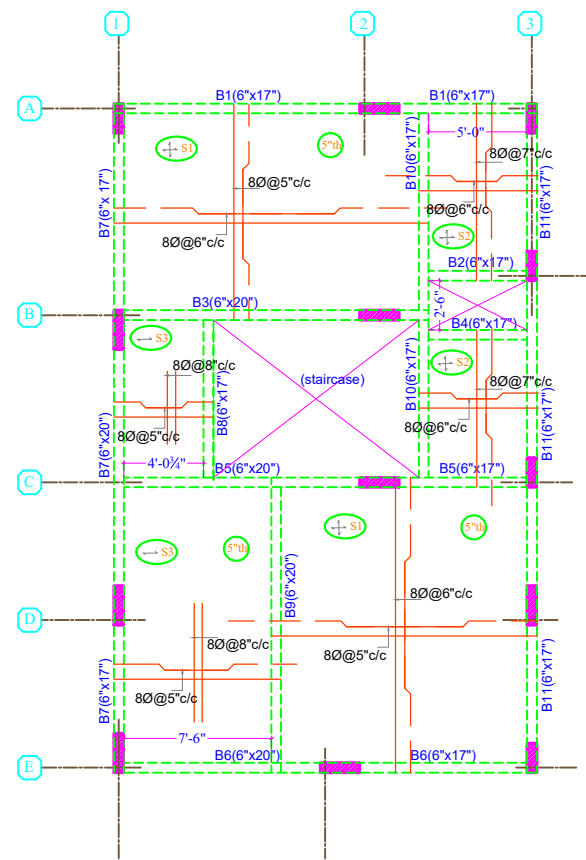 1
2
3
B1(6"x17")
B1(6"x17")
A
5'-0"
S1
5"th
8Ø@7"c/c
B10(6"x17")
8Ø@5"c/c
B7(6"x 17")
B11(6"x17")
8Ø@6"c/c
8Ø@6"c/c
S2
B2(6"x17")
2'-6"
B3(6"x20")
B
B4(6"x17")
S3
S2
8Ø@8"c/c
(staircase)
8Ø@7"c/c
B8(6"x17")
B10(6"x17")
8Ø@5"c/c
8Ø@6"c/c
B7(6"x20")
B11(6"x17")
4'-0¾"
B5(6"x20")
B5(6"x17")
C
S1
5"th
S3
5"th
B9(6"x20")
8Ø@6"c/c
D
8Ø@8"c/c
8Ø@5"c/c
8Ø@5"c/c
B7(6"x17")
B11(6"x17")
7'-6"
B6(6"x20")
B6(6"x17")
E